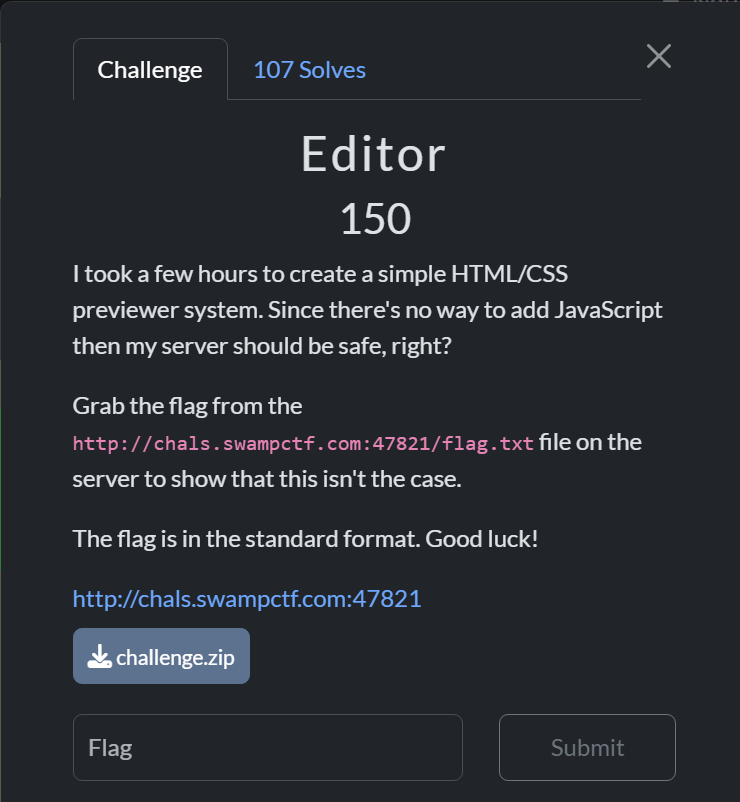 Challenge
107 Solves
Editor
150
I took a few hours to create a simple HTML/CSS
previewer system. Since there's no way to add JavaScript
then my server should be safe, right?
Grab the flag from the
http://chals.swampctf.com:47821/flag.txt file on the
server to show that this isn't the case.
The flag is in the standard format. Good luck!
http://chals.swampctf.com:47821
challenge.zip
Flag
Submit